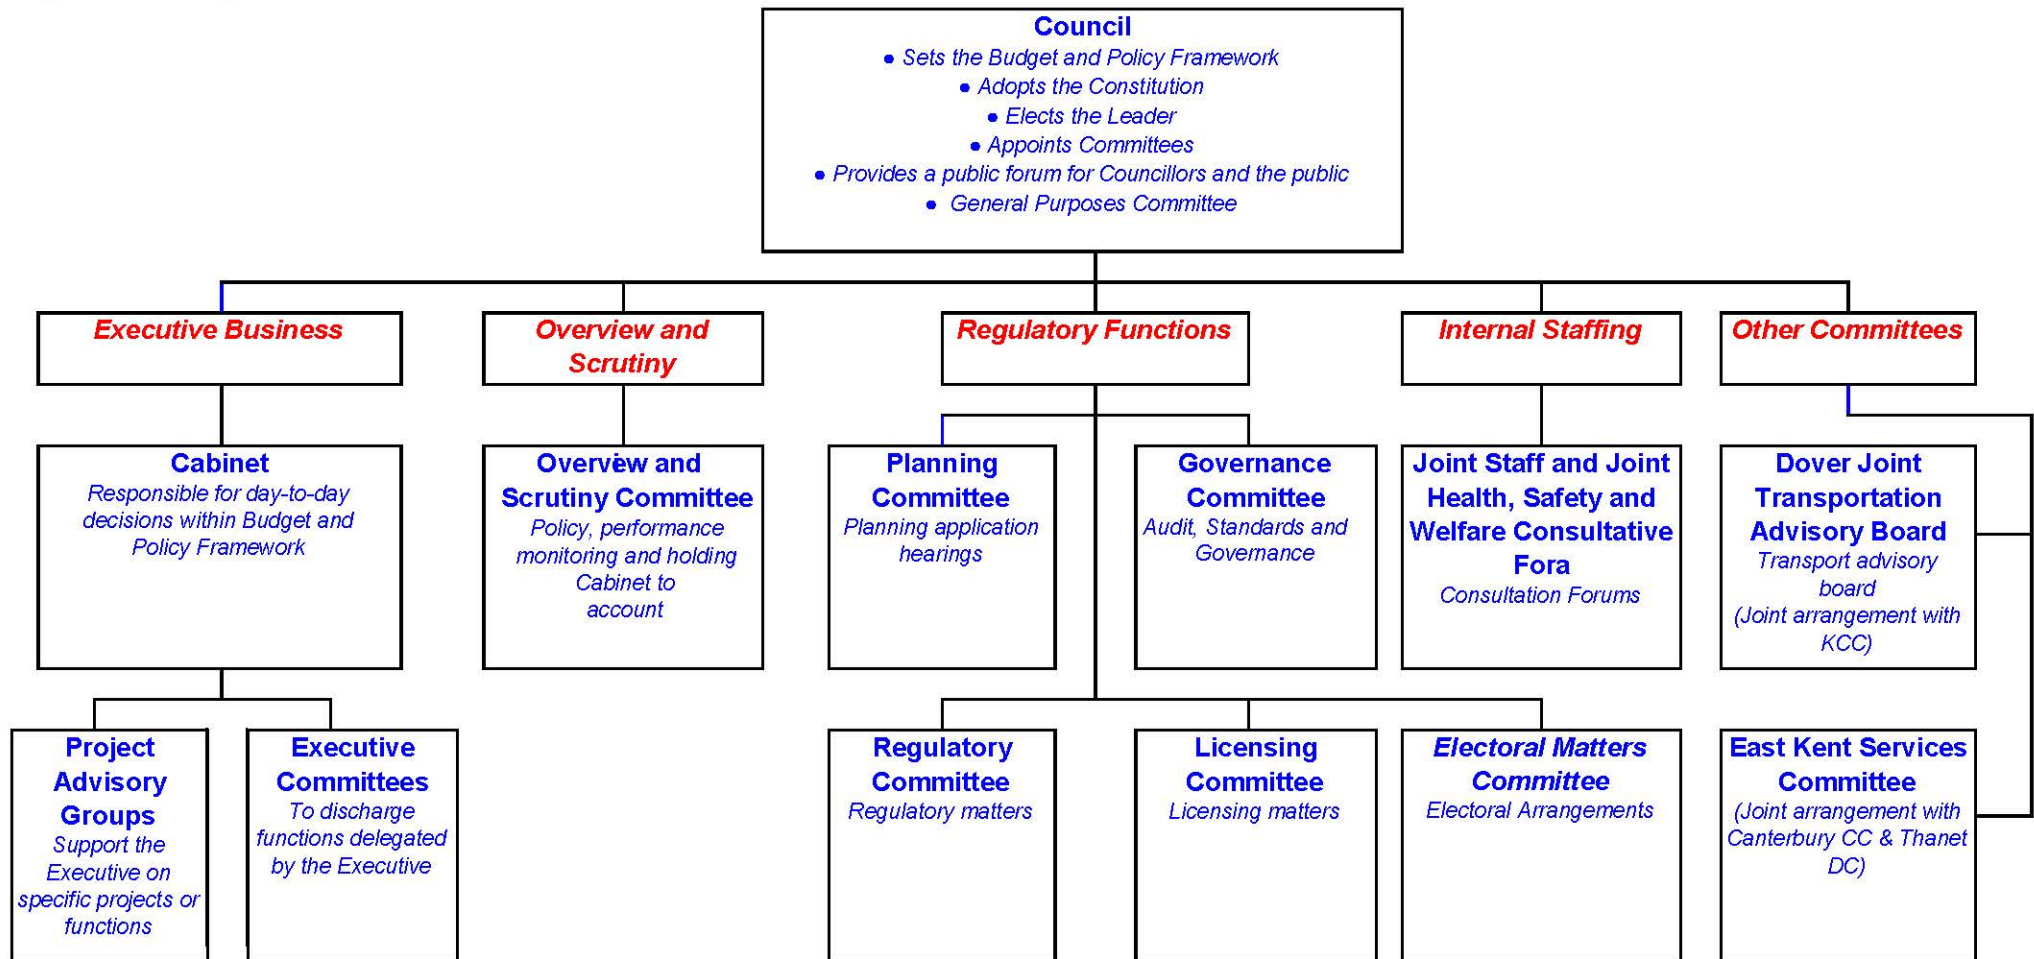 Council
● Sets the Budget and Policy Framework
● Adopts the Constitution
● Elects the Leader
● Appoints Committees
● Provides a public forum for Councillors and the public
● General Purposes Committee
Executive Business
Overview and
Scrutiny
Regulatory Functions
Internal Staffing
Other Committees
Cabinet
Responsible for day-to-day
decisions within Budget and
Policy Framework
Overview and
Scrutiny Committee
Policy, performance
monitoring and holding
Cabinet to
account
Planning
Committee
Planning application
hearings
Governance
Committee
Audit, Standards and
Governance
Joint Staff and Joint
Health, Safety and
Welfare Consultative
Fora
Consultation Forums
Dover Joint
Transportation
Advisory Board
Transport advisory
board
(Joint arrangement with
KCC)
Project
Advisory
Groups
Support the
Executive on
specific projects or
functions
Executive
Committees
To discharge
functions delegated
by the Executive
Regulatory
Committee
Regulatory matters
Licensing
Committee
Licensing matters
Electoral Matters
Committee
Electoral Arrangements
East Kent Services
Committee
(Joint arrangement with
Canterbury CC & Thanet
DC)